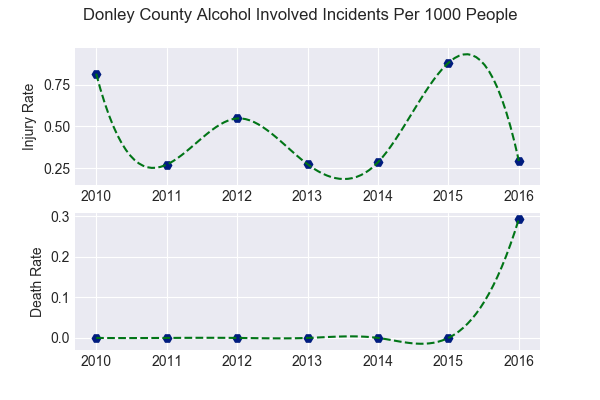 Donley County Alcohol Involved Incidents Per 1000 People
Injury Rate
0.75
0.50
0.25
2010 2011 2012 2013 2014 2015 2016
Death Rate
0.3
0.2
0.1
0.0
2010 2011 2012 2013 2014 2015 2016